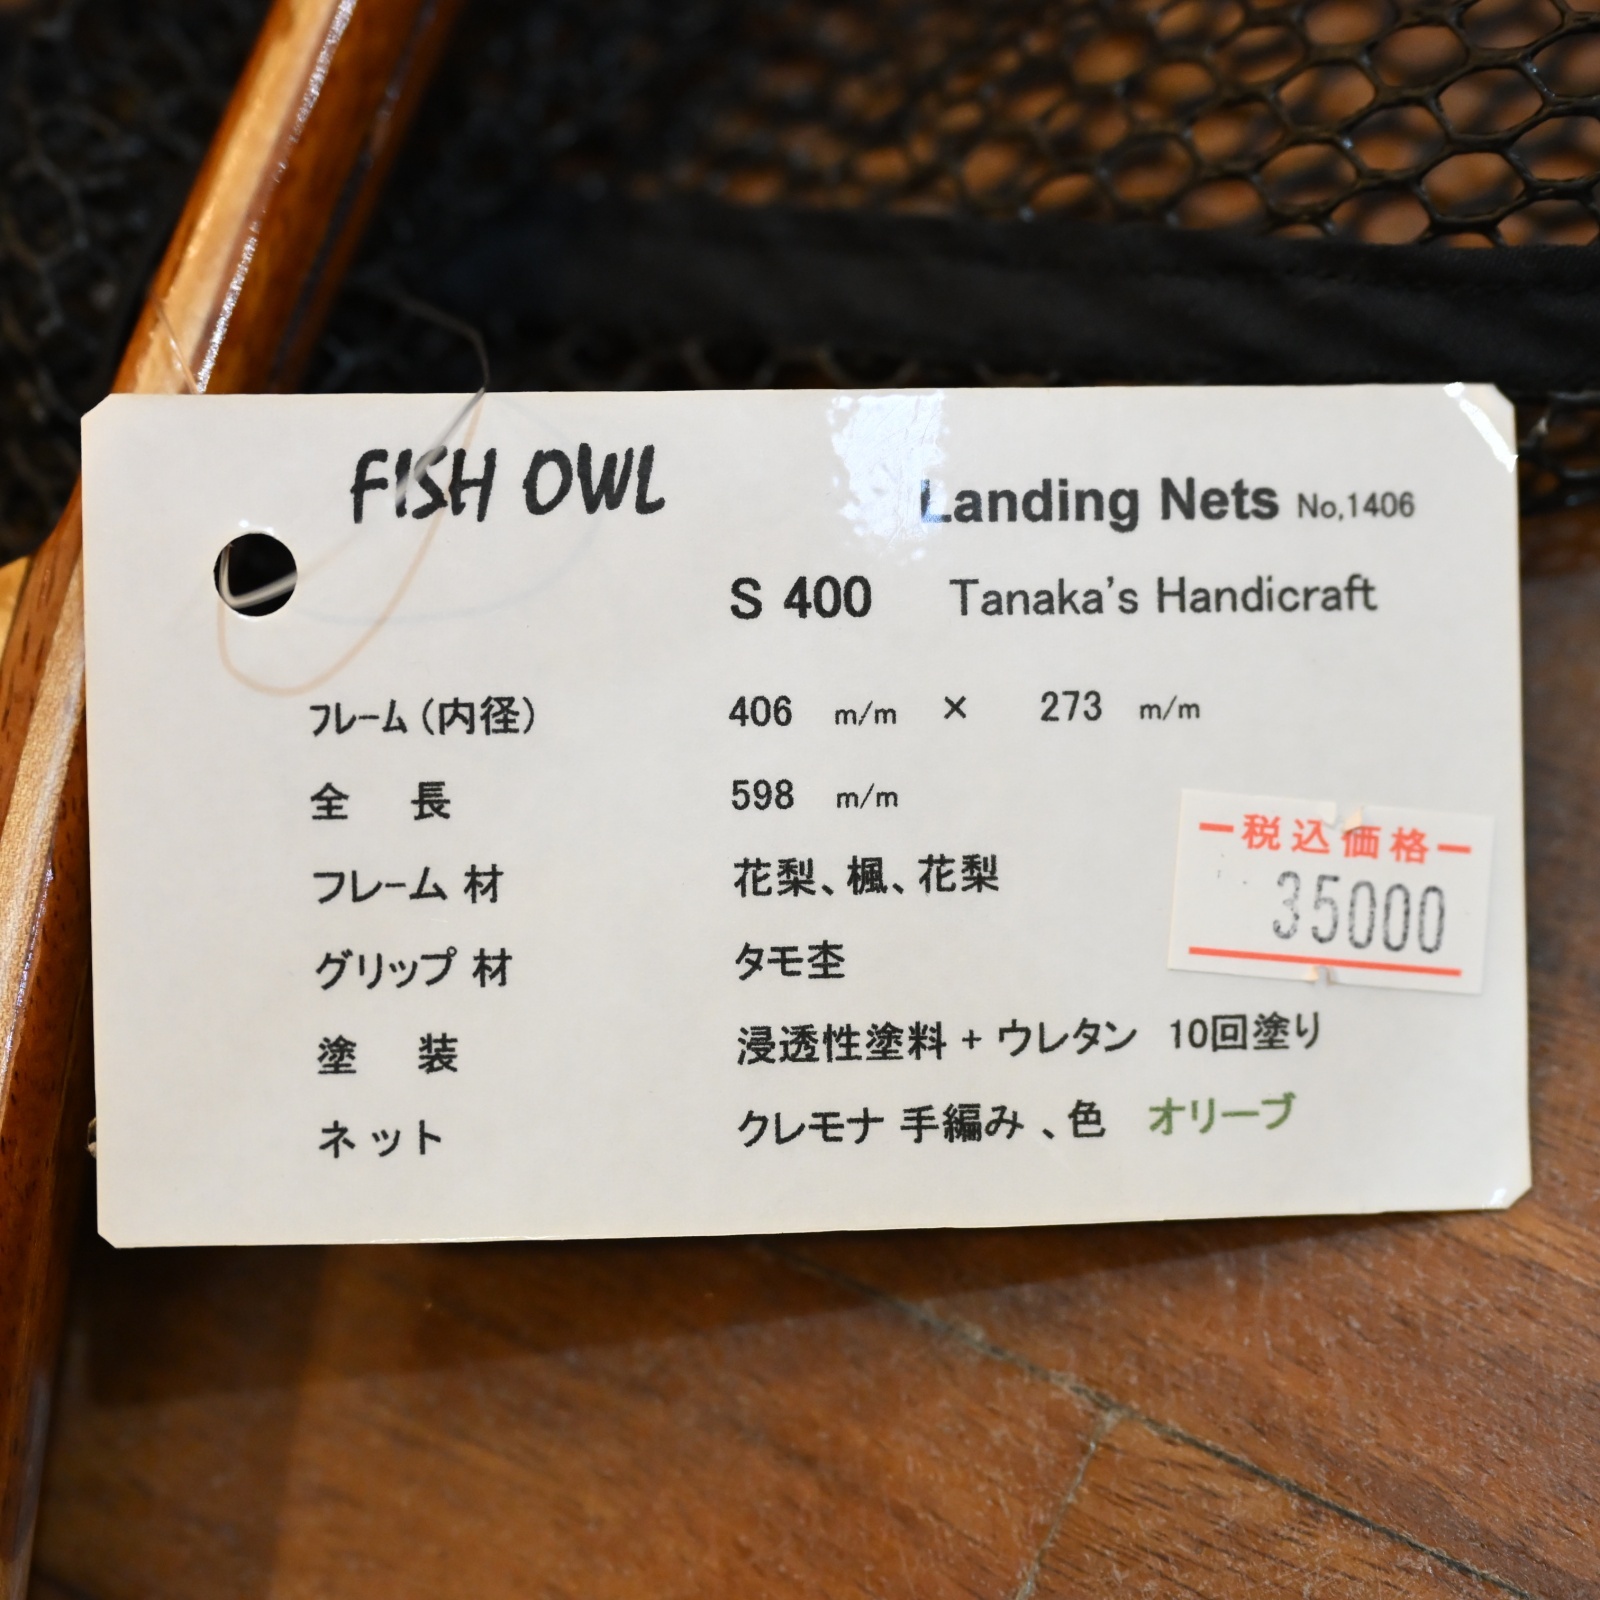 FISH OWL
Landing Nets No,1406
S 400 Tanaka's Handicraft
フレーム(内径) 406 m/m × 273 m/m
全 長 598 m/m
フレーム 材 花梨、楓、花梨
グリップ 材 タモ杢
塗 装 浸透性塗料 + ウレタン 10回塗り
ネット クレモナ 手編み 、色 オリーブ
税込価格
35000